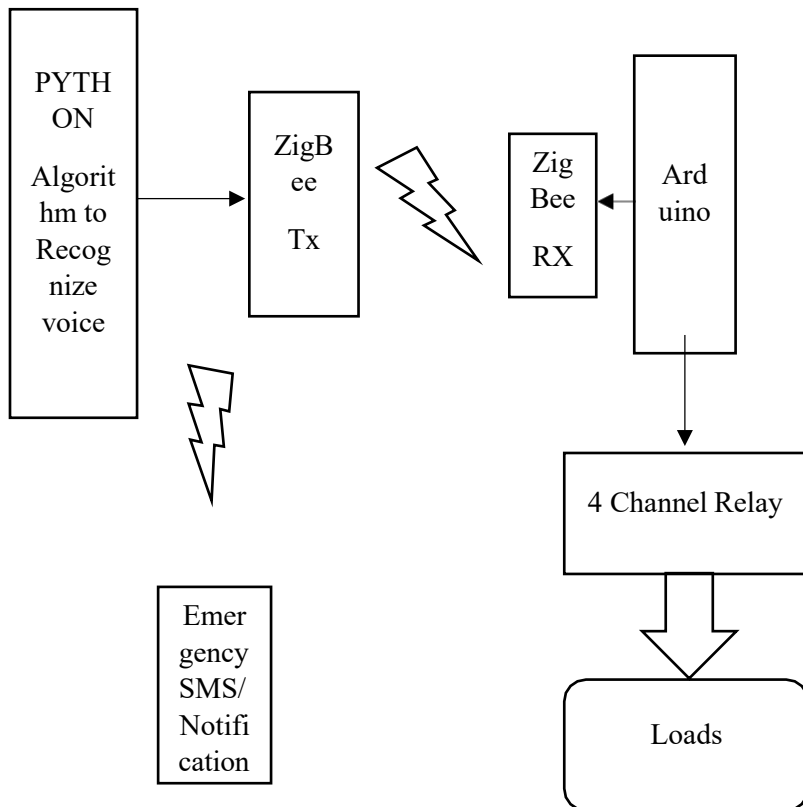 PYTH
ON
Algorit
hm to
Recog
nize
voice
ZigB
ee
Tx
Zig
Bee
RX
Ard
uino
4 Channel Relay
Emer
gency
SMS/
Notifi
cation
Loads